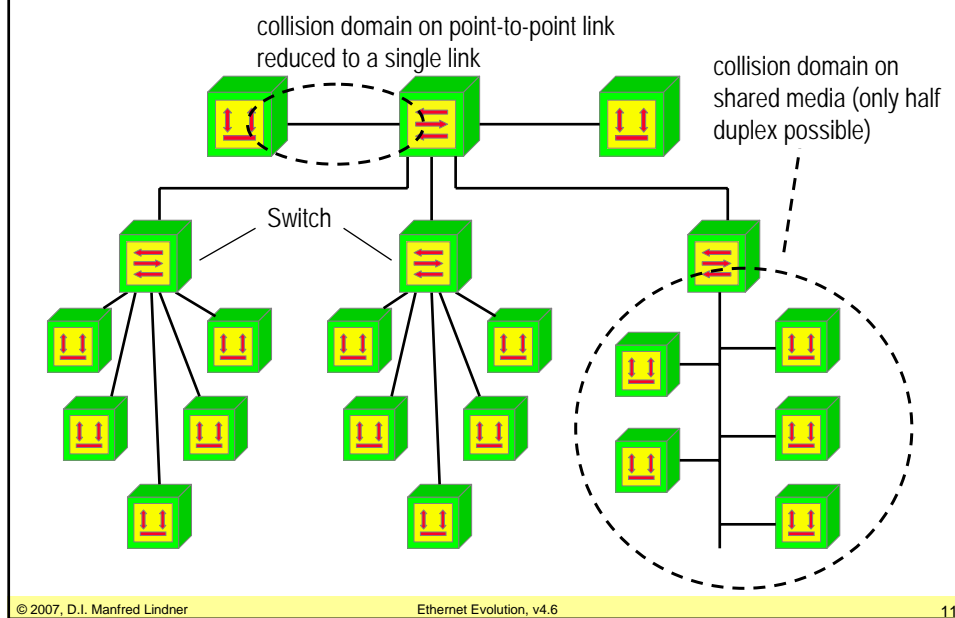 collision domain on point-to-point link
reduced to a single link
collision domain on
shared media (only half
duplex possible)
Switch
© 2007, D.I. Manfred Lindner
Ethernet Evolution, v4.6
11